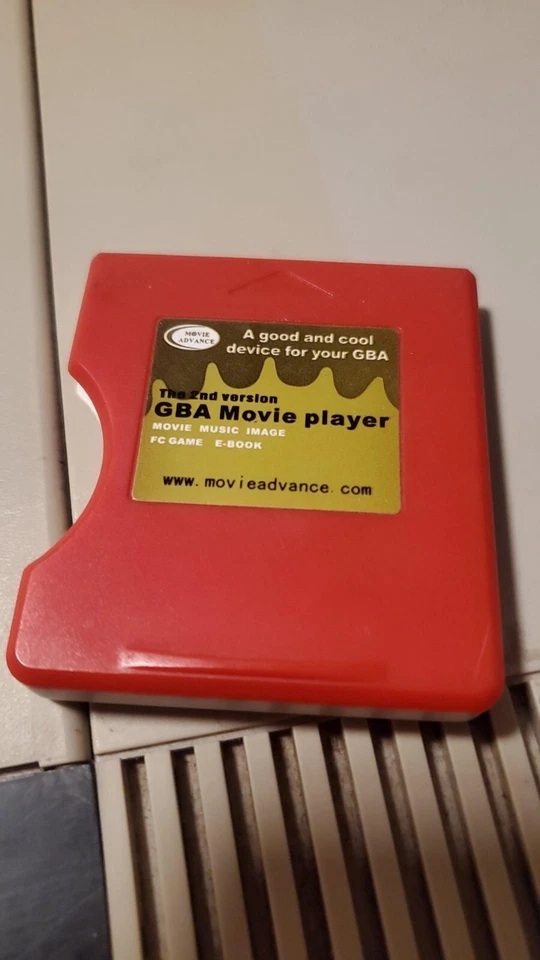 MOVIE
ADVANCE
A good and cool
device for your GBA
The 2nd version
GBA Movie player
MOVIE MUSIC IMAGE
FC GAME E-BOOK
www.movieadvance.com